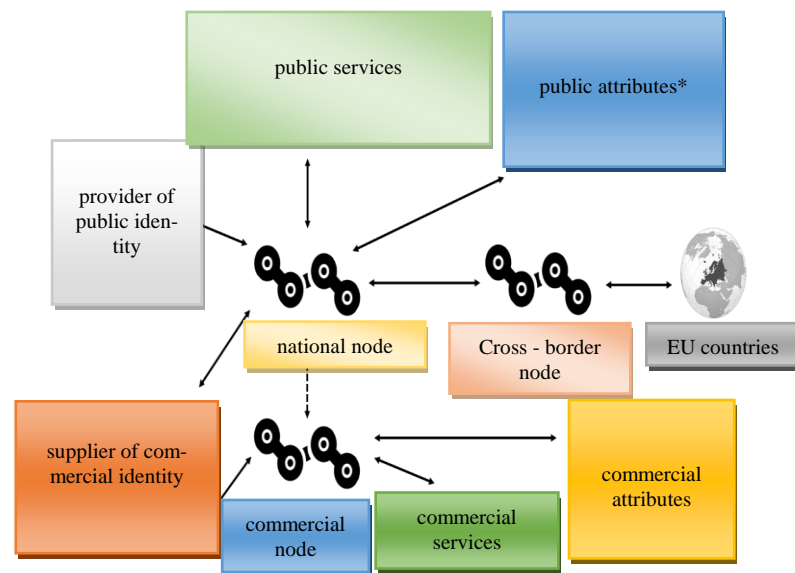 public services
public attributes*
provider of
public iden-
tity
national node
Cross - border
node
EU countries
supplier of com-
mercial identity
commercial
node
commercial
services
commercial
attributes